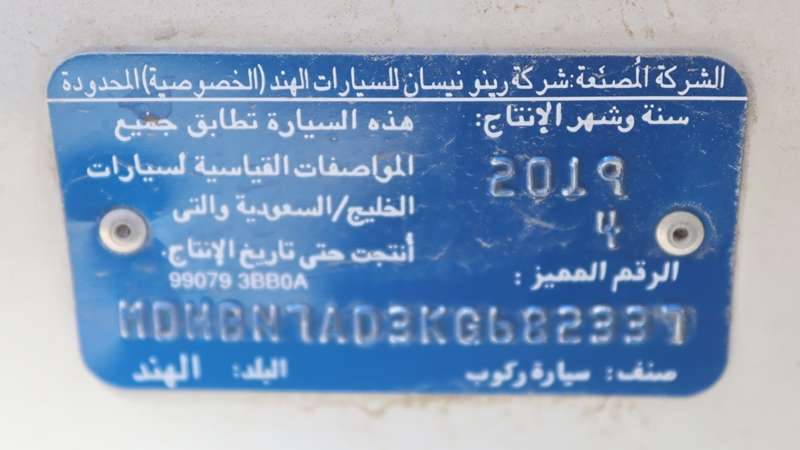 الشركة المُصنعة: شركة رينو نيسان للسيارات الهند (الخصوصية) المحدودة
سنة وشهر الإنتاج:
2019
4
هذه السيارة تطابق جميع
المواصفات القياسية لسيارات
الخليج/السعودية والتى
أنتجت حتى تاريخ الإنتاج.
99079 3BB0A
الرقم المميز :
MDHBN7AD3KG682337
صنف: سيارة ركوب
البلد: الهند